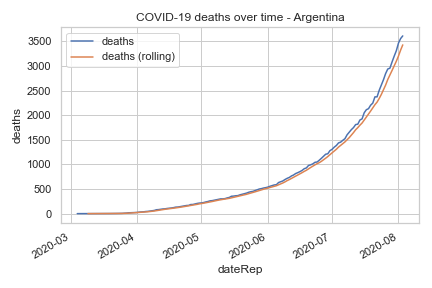 COVID-19 deaths over time - Argentina
deaths
deaths (rolling)
3500
3000
2500
2000
1500
1000
500
0
deaths
2020-03
2020-04
2020-05
2020-06
2020-07
2020-08
dateRep